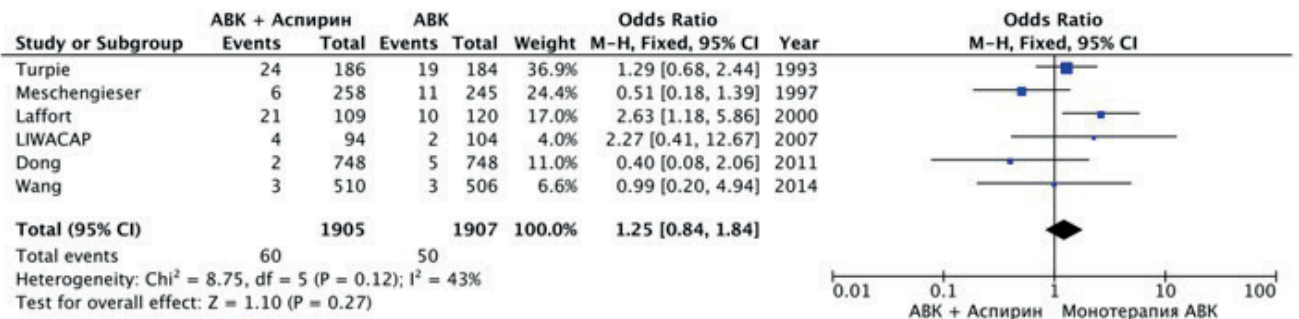 АВК + Аспирин АВК Odds Ratio Odds Ratio
Study or Subgroup Events Total Events Total Weight M-H, Fixed, 95% CI Year M-H, Fixed, 95% CI
Turpie 24 186 19 184 36.9% 1.29 [0.68, 2.44] 1993
Meschengieser 6 258 11 245 24.4% 0.51 [0.18, 1.39] 1997
Laffort 21 109 10 120 17.0% 2.63 [1.18, 5.86] 2000
LIWACAP 4 94 2 104 4.0% 2.27 [0.41, 12.67] 2007
Dong 2 748 5 748 11.0% 0.40 [0.08, 2.06] 2011
Wang 3 510 3 506 6.6% 0.99 [0.20, 4.94] 2014
Total (95% CI) 1905 1907 100.0% 1.25 [0.84, 1.84]
Total events 60 50
Heterogeneity: Chi² = 8.75, df = 5 (P = 0.12); I² = 43%
Test for overall effect: Z = 1.10 (P = 0.27)
0.01 0.1 1 10 100
АВК + Аспирин Монотерапия АВК